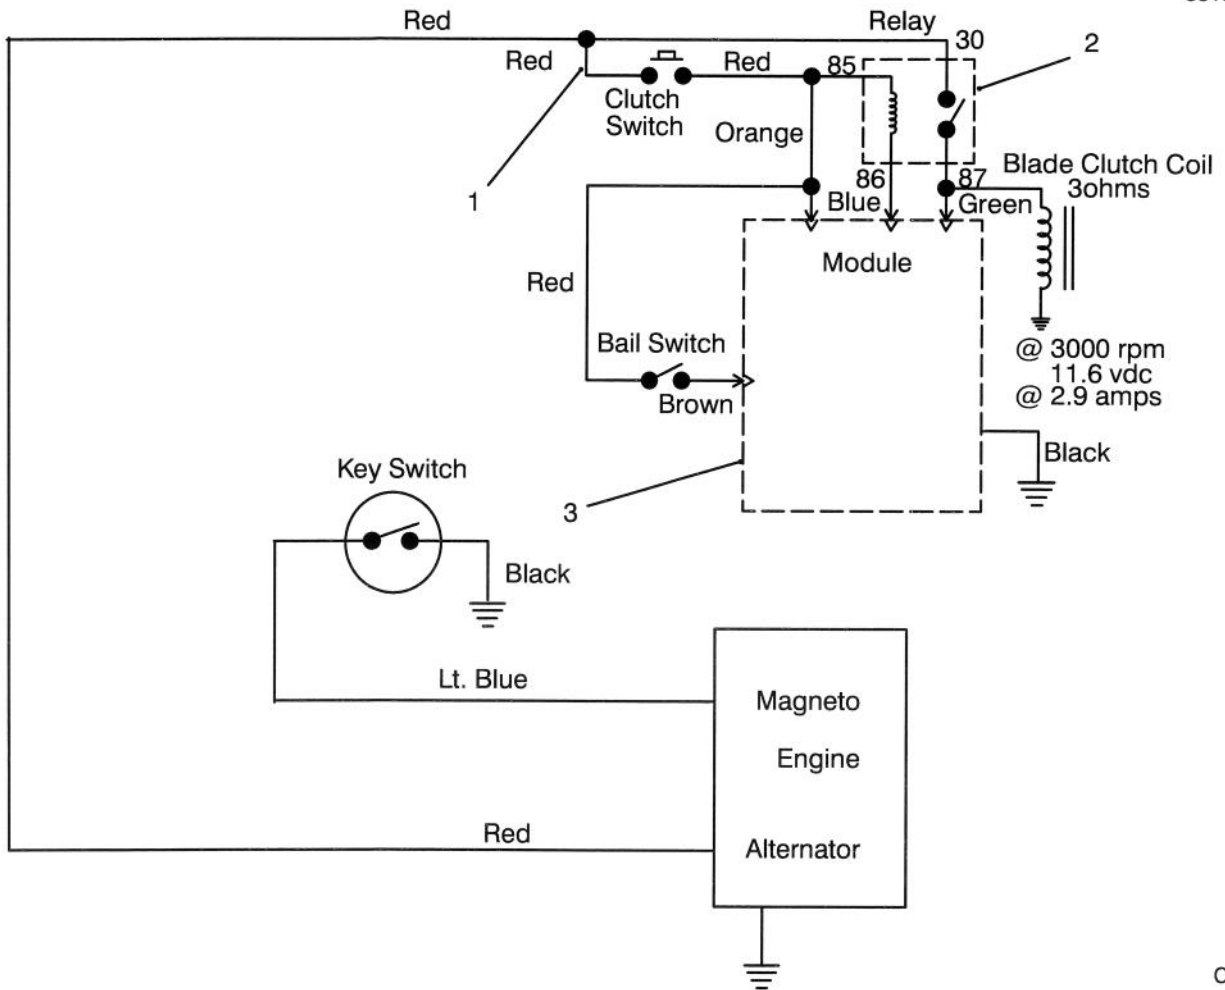 Red
Relay
30
2
Red
Red
85
Clutch
Switch
Orange
86
87
Blade Clutch Coil
3ohms
Blue
Green
1
Module
Red
Bail Switch
@ 3000 rpm
11.6 vdc
@ 2.9 amps
Brown
Black
Key Switch
3
Black
Lt. Blue
Magneto
Engine
Red
Alternator